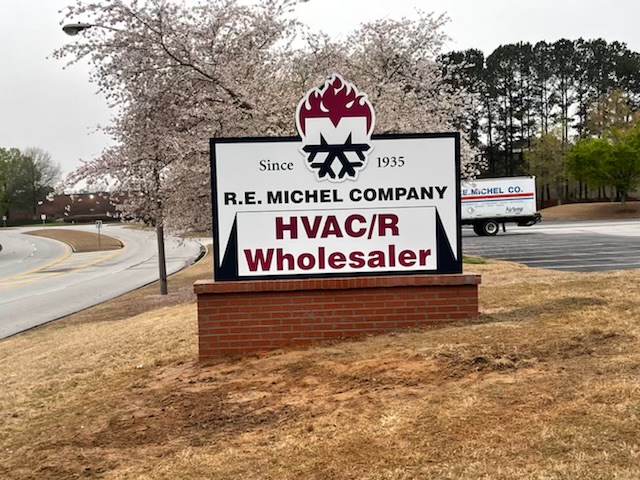 Since 1935
R.E. MICHEL COMPANY
HVAC/R
Wholesaler
R.E.MICHEL CO.